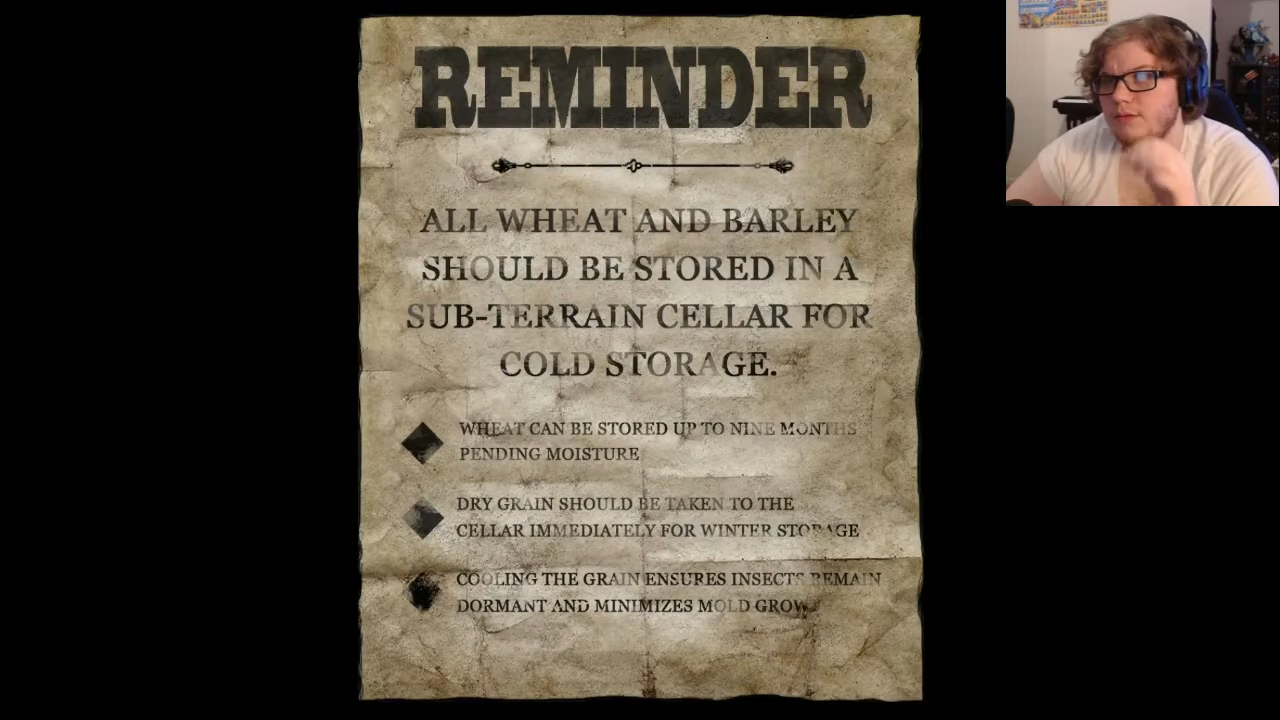 REMINDER
ALL WHEAT AND BARLEY
SHOULD BE STORED IN A
SUB-TERRAIN CELLAR FOR
COLD STORAGE.
WHEAT CAN BE STORED UP TO NINE MONTHS
PENDING MOISTURE
DRY GRAIN SHOULD BE TAKEN TO THE
CELLAR IMMEDIATELY FOR WINTER STORAGE
COOLING THE GRAIN ENSURES INSECTS REMAIN
DORMANT AND MINIMIZES MOLD GROW